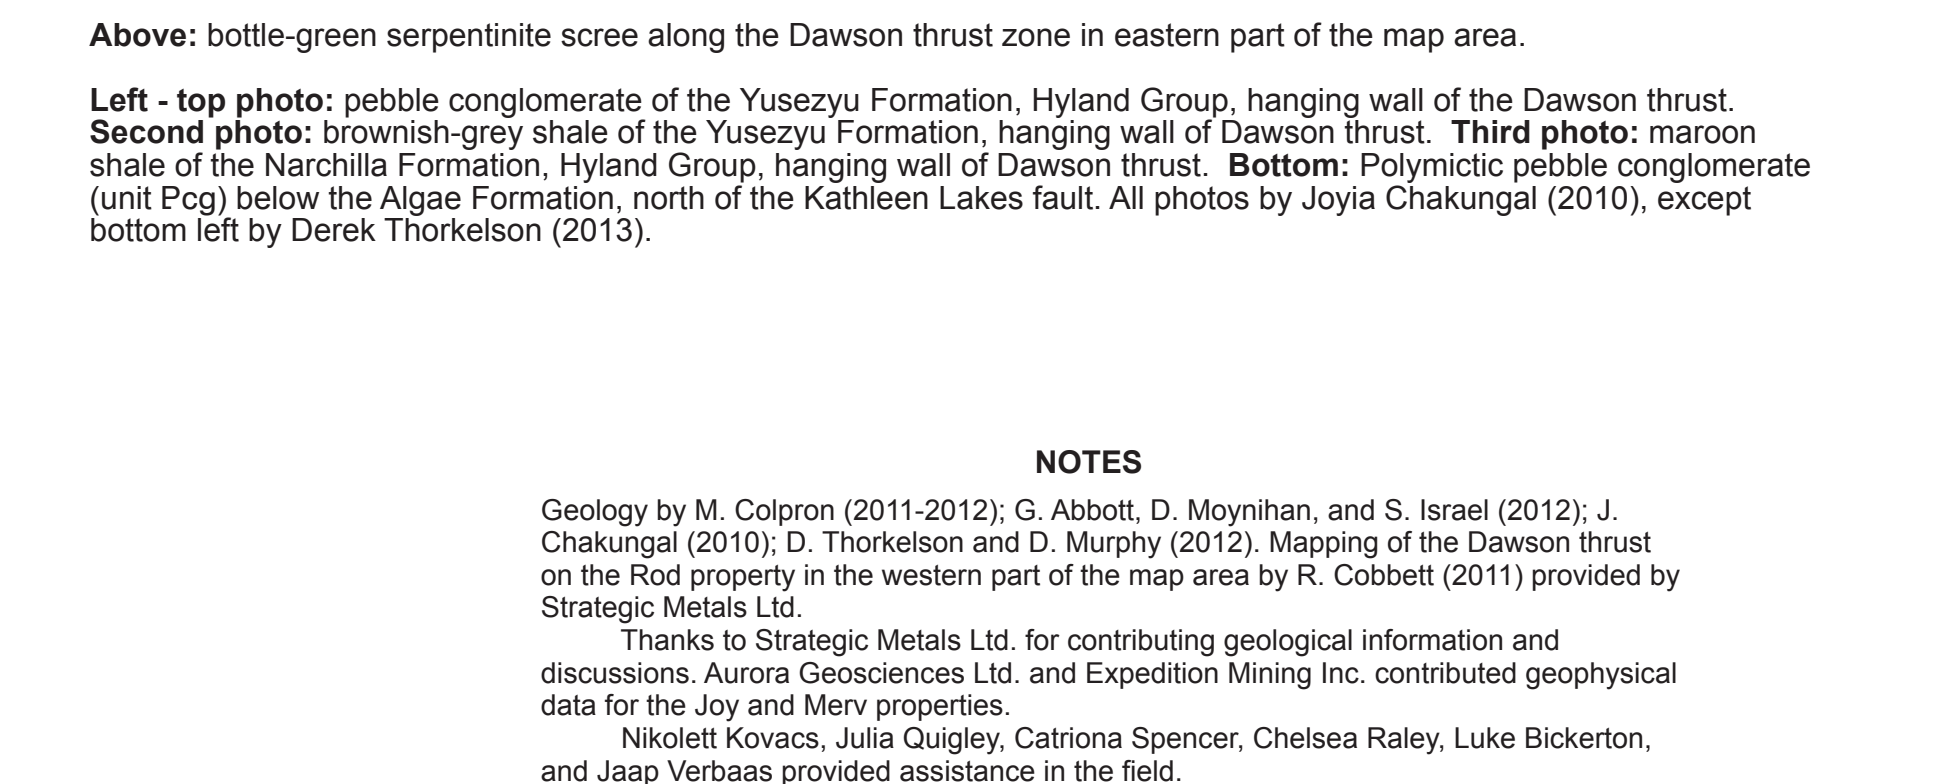 Above: bottle-green serpentinite scree along the Dawson thrust zone in eastern part of the map area.
Left - top photo: pebble conglomerate of the Yusezyu Formation, Hyland Group, hanging wall of the Dawson thrust.
Second photo: brownish-grey shale of the Yusezyu Formation, hanging wall of Dawson thrust.  Third photo: maroon
shale of the Narchilla Formation, Hyland Group, hanging wall of Dawson thrust.  Bottom: Polymictic pebble conglomerate
(unit Pcg) below the Algae Formation, north of the Kathleen Lakes fault. All photos by Joyia Chakungal (2010), except
bottom left by Derek Thorkelson (2013).
NOTES
Geology by M. Colpron (2011-2012); G. Abbott, D. Moynihan, and S. Israel (2012); J.
Chakungal (2010); D. Thorkelson and D. Murphy (2012). Mapping of the Dawson thrust
on the Rod property in the western part of the map area by R. Cobbett (2011) provided by
Strategic Metals Ltd.
Thanks to Strategic Metals Ltd. for contributing geological information and
discussions. Aurora Geosciences Ltd. and Expedition Mining Inc. contributed geophysical
data for the Joy and Merv properties.
Nikolett Kovacs, Julia Quigley, Catriona Spencer, Chelsea Raley, Luke Bickerton,
and Jaap Verbaas provided assistance in the field.